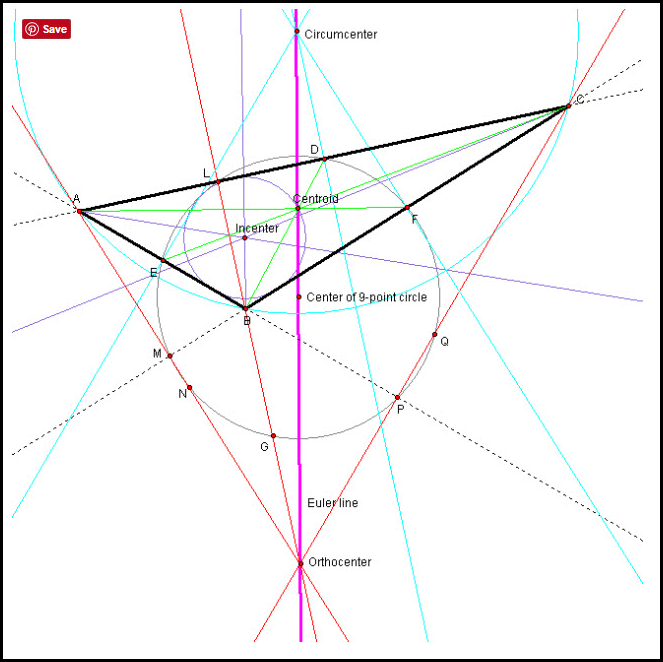 Save
Circumcenter
C
D
L
A
Centroid
F
Incenter
E
Center of 9-point circle
B
Q
M
N
P
G
Euler line
Orthocenter